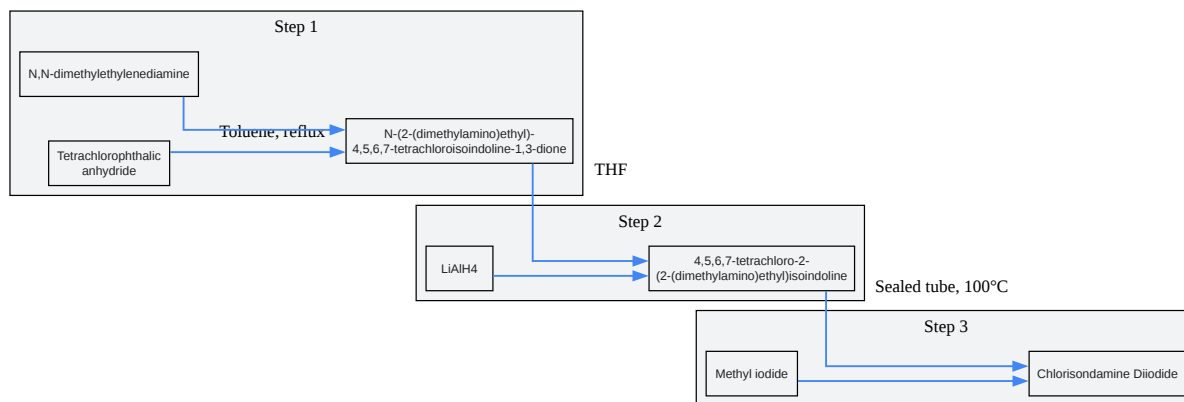 Step 1
N,N-dimethylethylenediamine
Toluene, reflux
N-(2-(dimethylamino)ethyl)-
4,5,6,7-tetrachloroisoindoline-1,3-dione
Tetrachlorophthalic
anhydride
THF
Step 2
LiAlH4
4,5,6,7-tetrachloro-2-
(2-(dimethylamino)ethyl)isoindoline
Sealed tube, 100°C
Step 3
Methyl iodide
Chlorisondamine Diiodide